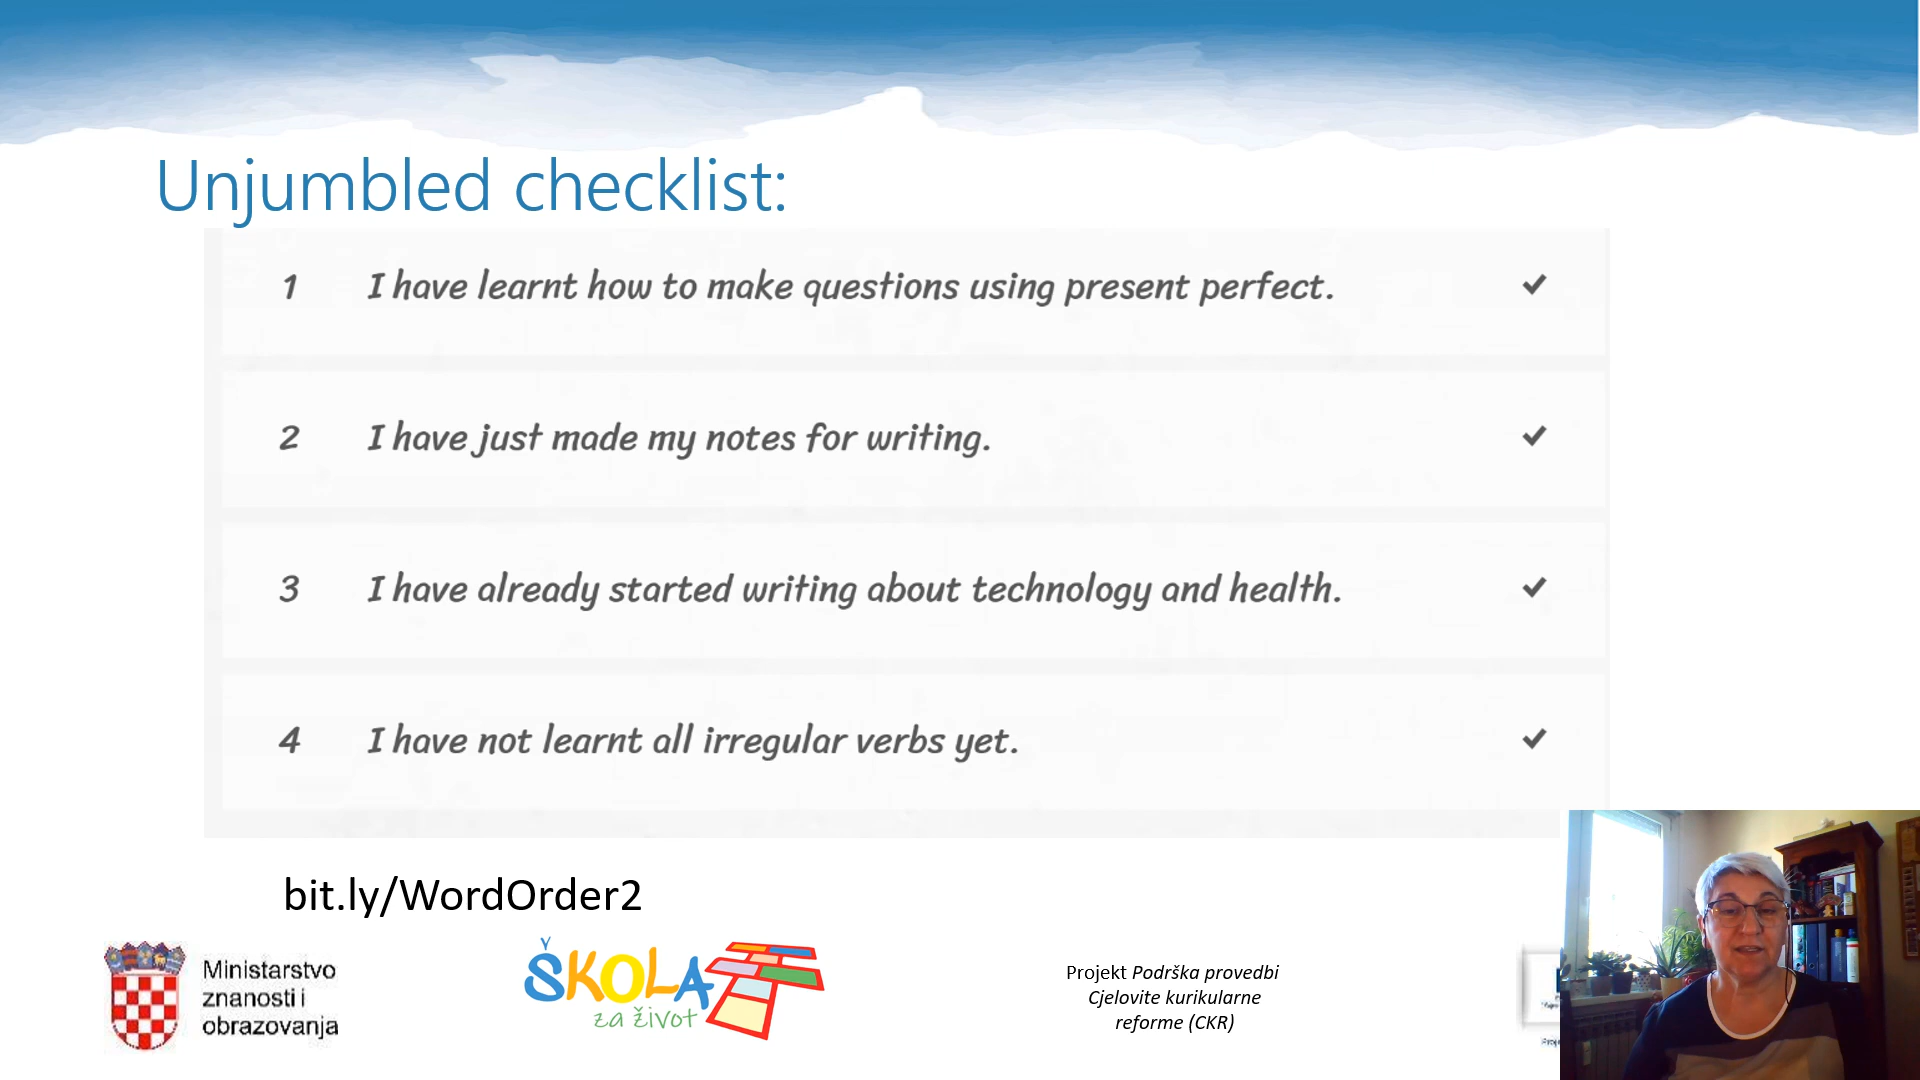 Unjumbled checklist:
1 I have learnt how to make questions using present perfect. ✔
2 I have just made my notes for writing. ✔
3 I have already started writing about technology and health. ✔
4 I have not learnt all irregular verbs yet. ✔
bit.ly/WordOrder2
Ministarstvo
znanosti i
obrazovanja
ŠKOLA
za život
Projekt Podrška provedbi
Cjelovite kurikularne
reforme (CKR)